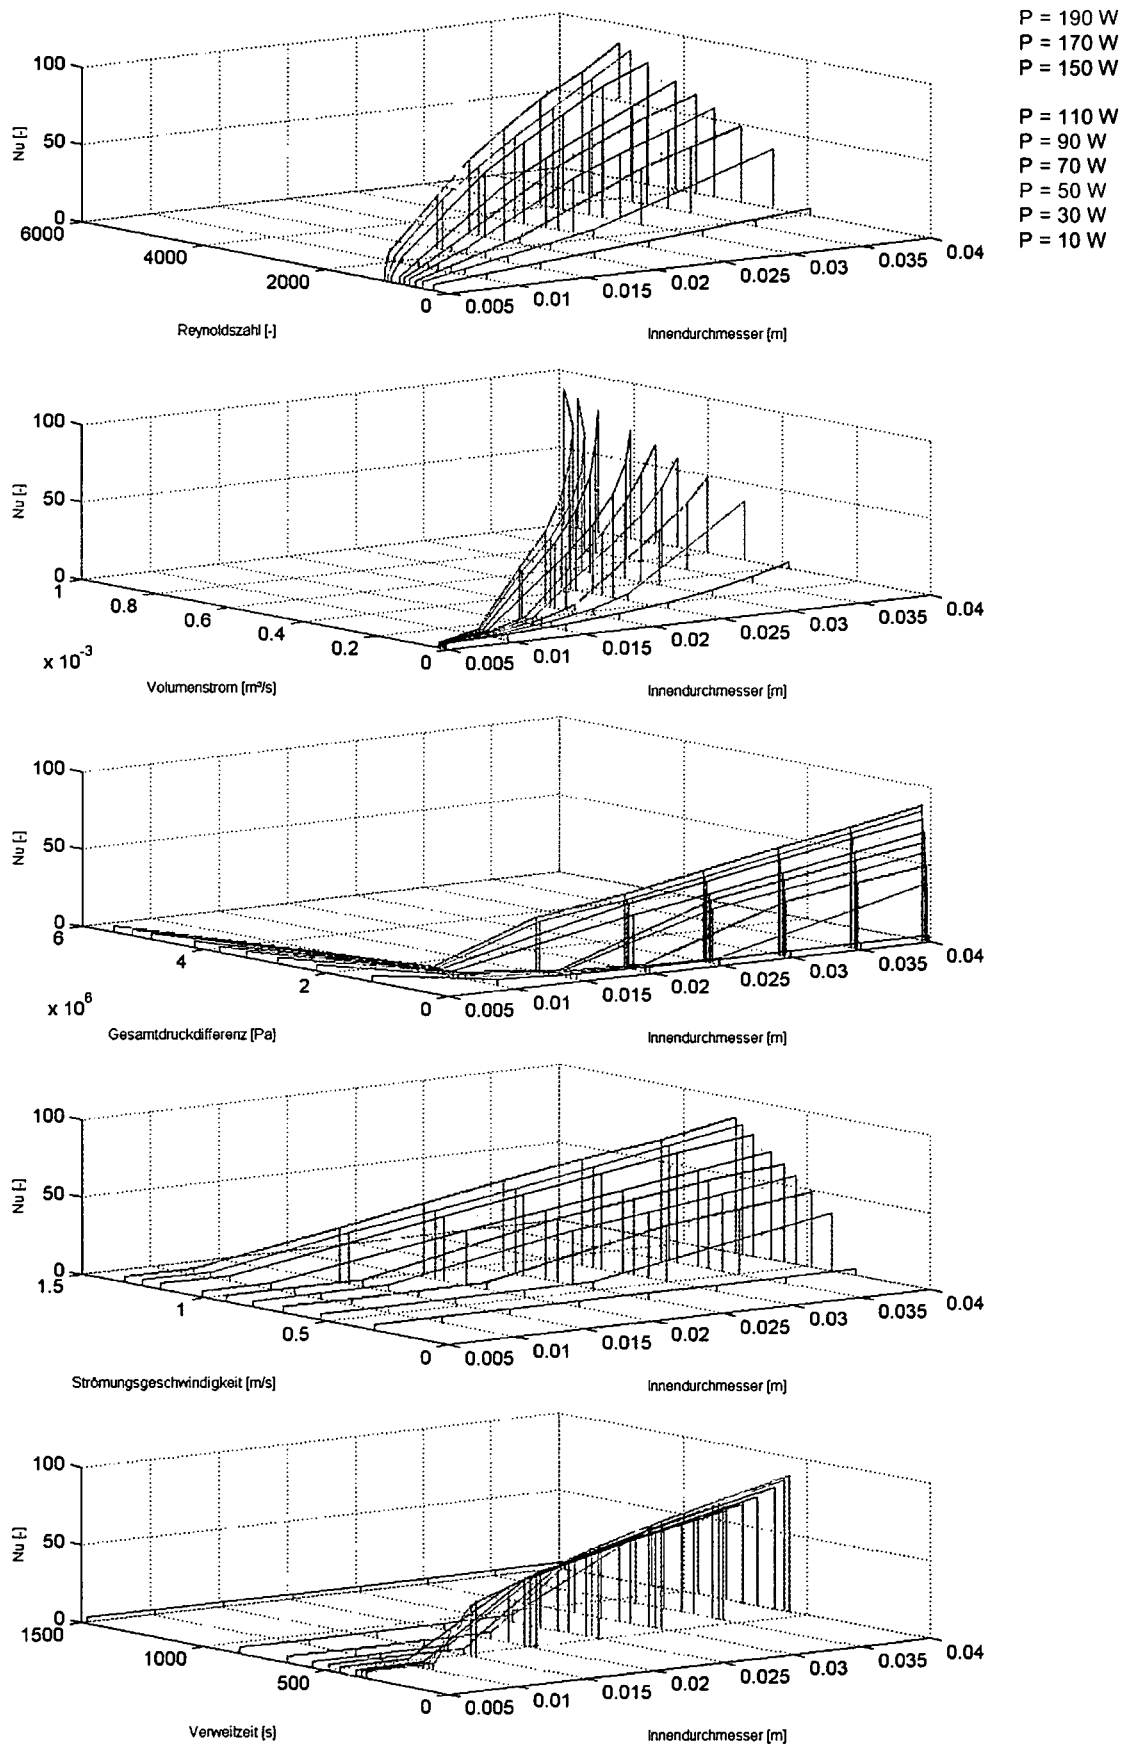 P = 190 W
P = 170 W
P = 150 W
P = 110 W
P = 90 W
P = 70 W
P = 50 W
P = 30 W
P = 10 W
100
50
0
Nu [-]
6000
4000
2000
0
Reynoldszahl [-]
0.005
0.01
0.015
0.02
0.025
0.03
0.035
0.04
Innendurchmesser [m]
100
50
0
Nu [-]
1
0.8
0.6
0.4
0.2
0
x 10^-3
Volumenstrom [m³/s]
0.005
0.01
0.015
0.02
0.025
0.03
0.035
0.04
Innendurchmesser [m]
100
50
0
Nu [-]
6
4
2
0
x 10^6
Gesamtdruckdifferenz [Pa]
0.005
0.01
0.015
0.02
0.025
0.03
0.035
0.04
Innendurchmesser [m]
100
50
0
Nu [-]
1.5
1
0.5
0
Strömungsgeschwindigkeit [m/s]
0.005
0.01
0.015
0.02
0.025
0.03
0.035
0.04
Innendurchmesser [m]
100
50
0
Nu [-]
1500
1000
500
0
Verweilzeit [s]
0.005
0.01
0.015
0.02
0.025
0.03
0.035
0.04
Innendurchmesser [m]